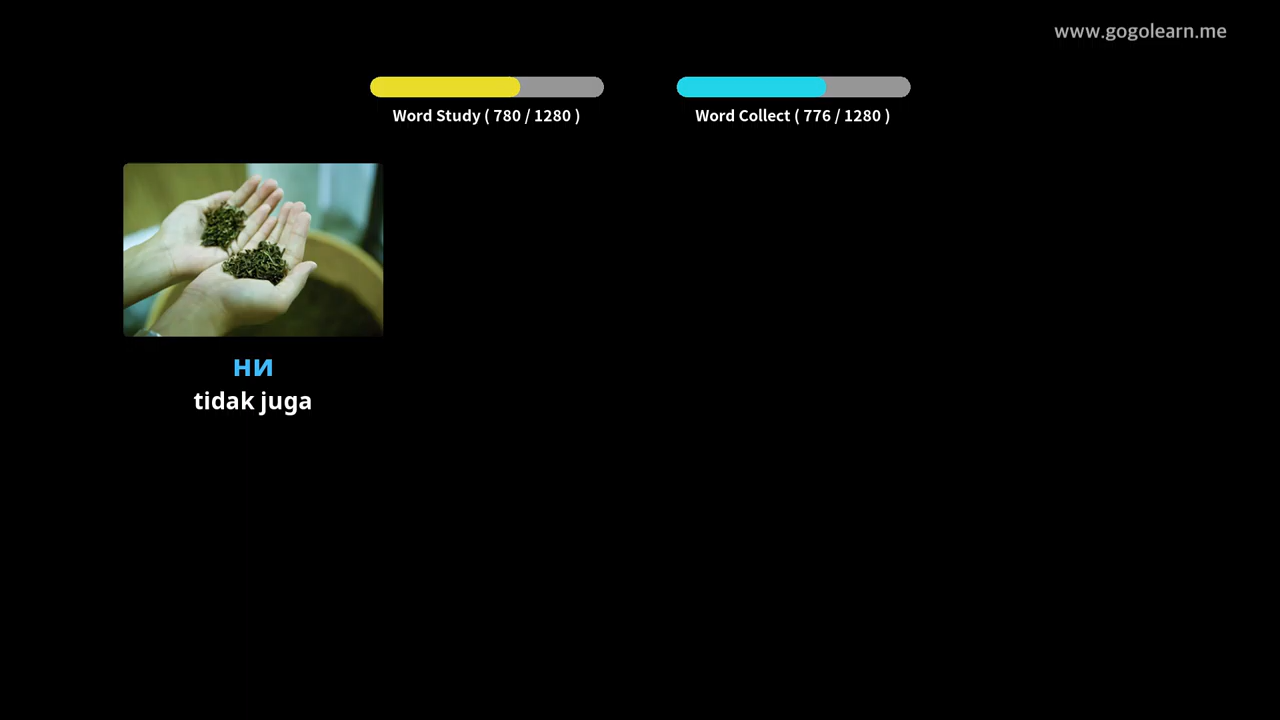 www.gogolearn.me
Word Study ( 780 / 1280 )
Word Collect ( 776 / 1280 )
ни
tidak juga